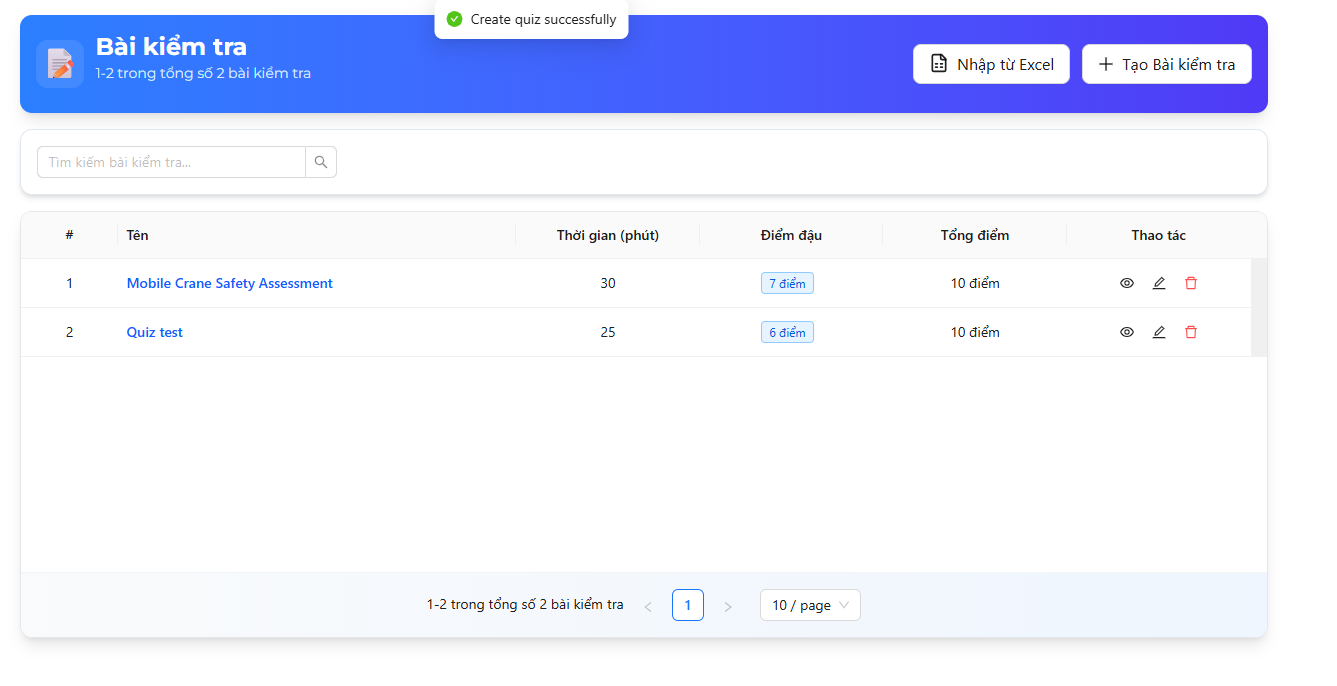 Create quiz successfully
Bài kiểm tra
1-2 trong tổng số 2 bài kiểm tra
Nhập từ Excel
Tạo Bài kiểm tra
Tìm kiếm bài kiểm tra...
# Tên Thời gian (phút) Điểm đậu Tổng điểm Thao tác
1 Mobile Crane Safety Assessment 30 7 điểm 10 điểm
2 Quiz test 25 6 điểm 10 điểm
1-2 trong tổng số 2 bài kiểm tra < 1 > 10 / page